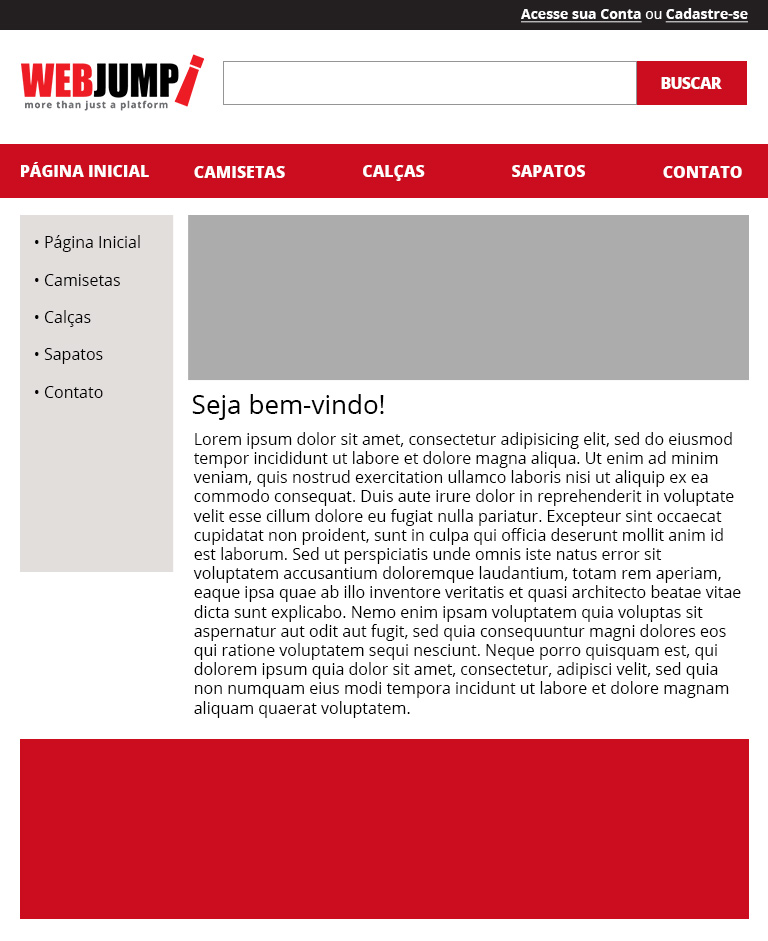 Acesse sua Conta ou Cadastre-se
WEBJUMP!
more than just a platform
BUSCAR
PÁGINA INICIAL CAMISETAS CALÇAS SAPATOS CONTATO
• Página Inicial
• Camisetas
• Calças
• Sapatos
• Contato
Seja bem-vindo!
Lorem ipsum dolor sit amet, consectetur adipisicing elit, sed do eiusmod
tempor incididunt ut labore et dolore magna aliqua. Ut enim ad minim
veniam, quis nostrud exercitation ullamco laboris nisi ut aliquip ex ea
commodo consequat. Duis aute irure dolor in reprehenderit in voluptate
velit esse cillum dolore eu fugiat nulla pariatur. Excepteur sint occaecat
cupidatat non proident, sunt in culpa qui officia deserunt mollit anim id
est laborum. Sed ut perspiciatis unde omnis iste natus error sit
voluptatem accusantium doloremque laudantium, totam rem aperiam,
eaque ipsa quae ab illo inventore veritatis et quasi architecto beatae vitae
dicta sunt explicabo. Nemo enim ipsam voluptatem quia voluptas sit
aspernatur aut odit aut fugit, sed quia consequuntur magni dolores eos
qui ratione voluptatem sequi nesciunt. Neque porro quisquam est, qui
dolorem ipsum quia dolor sit amet, consectetur, adipisci velit, sed quia
non numquam eius modi tempora incidunt ut labore et dolore magnam
aliquam quaerat voluptatem.